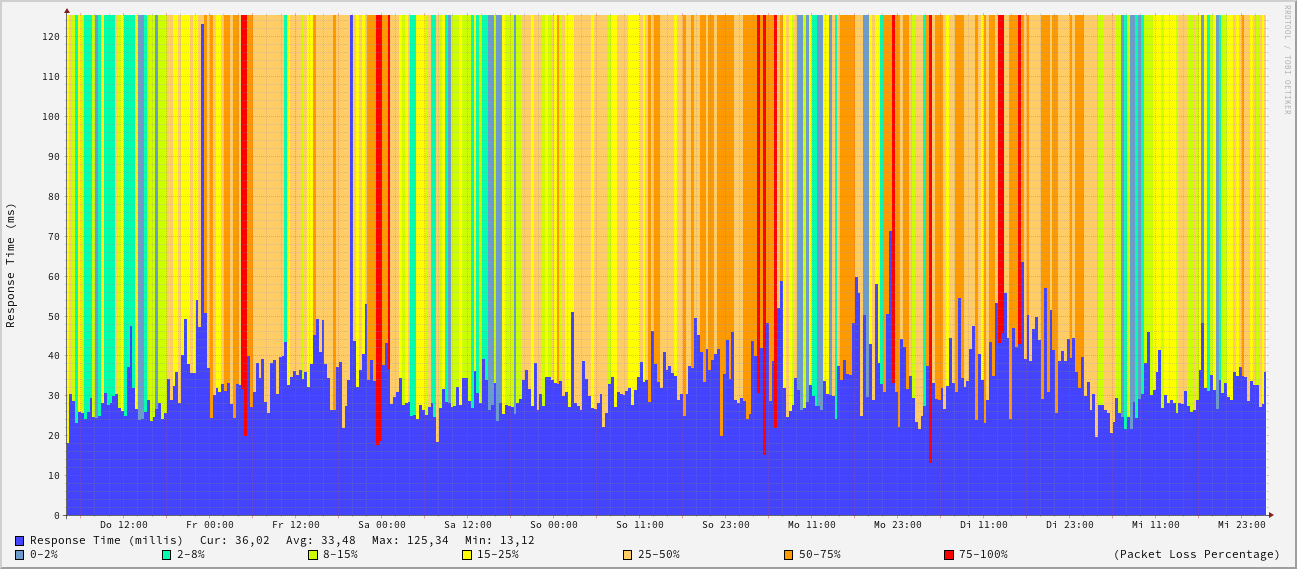 RRDTOOL / TOBI OETIKER
Response Time (ms)
120
110
100
90
80
70
60
50
40
30
20
10
0
Do 12:00 Fr 00:00 Fr 12:00 Sa 00:00 Sa 12:00 So 00:00 So 11:00 So 23:00 Mo 11:00 Mo 23:00 Di 11:00 Di 23:00 Mi 11:00 Mi 23:00
Response Time (millis) Cur: 36,02 Avg: 33,48 Max: 125,34 Min: 13,12
0-2% 2-8% 8-15% 15-25% 25-50% 50-75% 75-100% (Packet Loss Percentage)